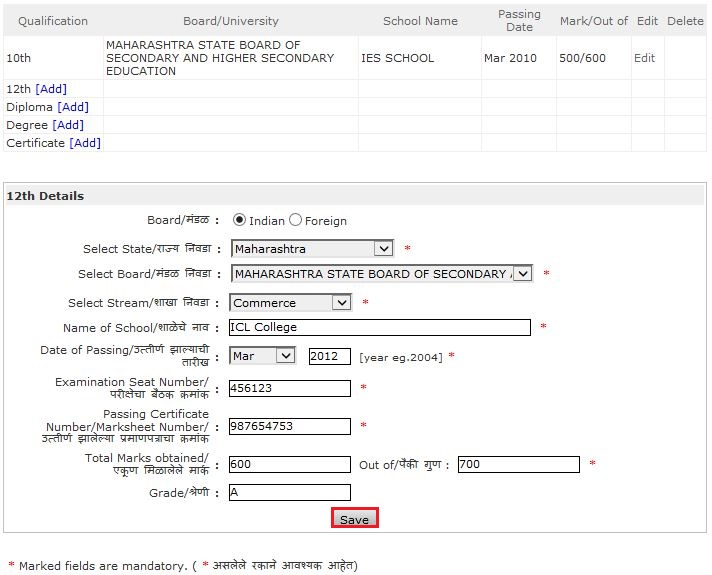 Qualification Board/University School Name Passing Date Mark/Out of Edit Delete
10th MAHARASHTRA STATE BOARD OF SECONDARY AND HIGHER SECONDARY EDUCATION IES SCHOOL Mar 2010 500/600 Edit
12th [Add]
Diploma [Add]
Degree [Add]
Certificate [Add]
12th Details
Board/मंडळ : Indian Foreign
Select State/राज्य निवडा : Maharashtra *
Select Board/मंडळ निवडा : MAHARASHTRA STATE BOARD OF SECONDARY / *
Select Stream/शाखा निवडा : Commerce *
Name of School/शाळेचे नाव : ICL College *
Date of Passing/उत्तीर्ण झाल्याची
तारीख : Mar 2012 [year eg.2004] *
Examination Seat Number/
परीक्षेचा बैठक क्रमांक : 456123 *
Passing Certificate
Number/Marksheet Number/
उत्तीर्ण झालेल्या प्रमाणपत्राचा क्रमांक : 987654753 *
Total Marks obtained/
एकूण मिळालेले मार्क : 600 Out of/पैकी गुण : 700 *
Grade/श्रेणी : A
Save
* Marked fields are mandatory. ( * असलेले रकाने आवश्यक आहेत)